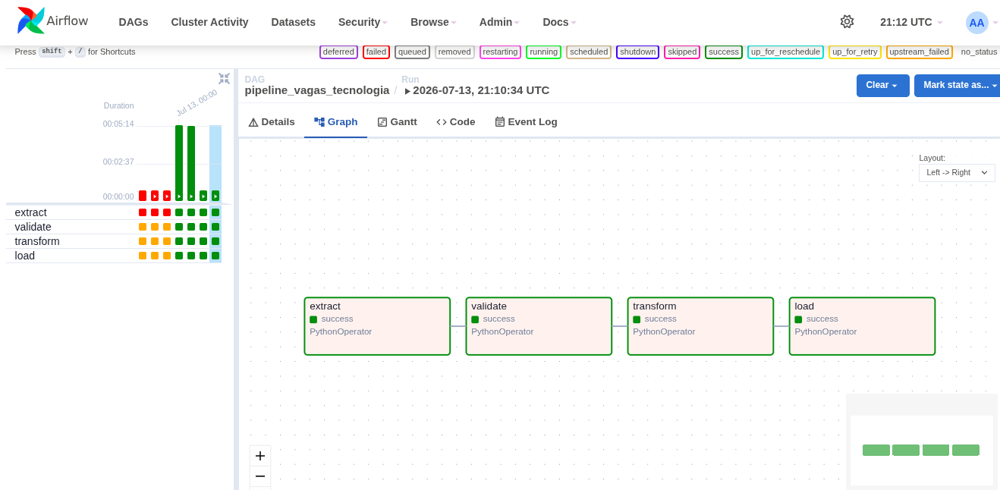 Airflow DAGs Cluster Activity Datasets Security Browse Admin Docs 21:12 UTC AA
Press shift + / for Shortcuts
deferred failed queued removed restarting running scheduled shutdown skipped success up_for_reschedule up_for_retry upstream_failed no_status
Duration
Jul 13, 00:00
00:05:14
00:02:37
00:00:00
extract
validate
transform
load
DAG
pipeline_vagas_tecnologia / 
Run
2026-07-13, 21:10:34 UTC
Clear
Mark state as...
Details Graph Gantt Code Event Log
Layout:
Left -> Right
extract
success
PythonOperator
validate
success
PythonOperator
transform
success
PythonOperator
load
success
PythonOperator
+
−